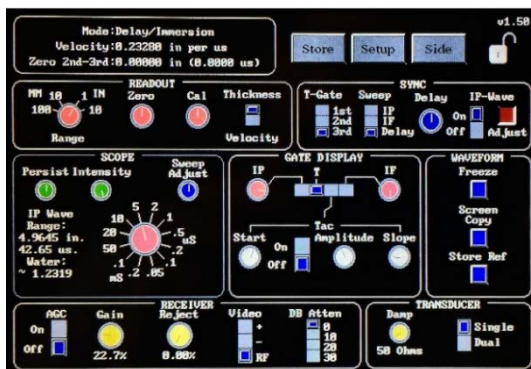 v1.50
Mode:Delay/Immersion
Velocity:0.23280 in per us
Zero 2nd-3rd:0.00000 in (0.0000 us)
Store
Setup
Side
READOUT
MM 10 1 IN
100 10
Range
Zero
Cal
Thickness
Velocity
SYNC
T-Gate
1st
2nd
3rd
Sweep
IP
IF
Delay
Delay
IP-Wave
On
Off
Adjust
SCOPE
Persist
Intensity
Sweep
Adjust
IP Wave
Range:
4.9645 in.
42.65 us.
Water:
~ 1.2319
5 2
10 1
20 .5
50 .2
.1 .1
.2 .05
uS
mS
GATE DISPLAY
IP
T
IF
Tac
Start
On
Off
Amplitude
Slope
WAVEFORM
Freeze
Screen
Copy
Store Ref
RECEIVER
AGC
On
Off
Gain
22.7%
Reject
0.00%
Video
+
-
RF
DB Atten
0
10
20
30
TRANSDUCER
Damp
50 Ohms
Single
Dual